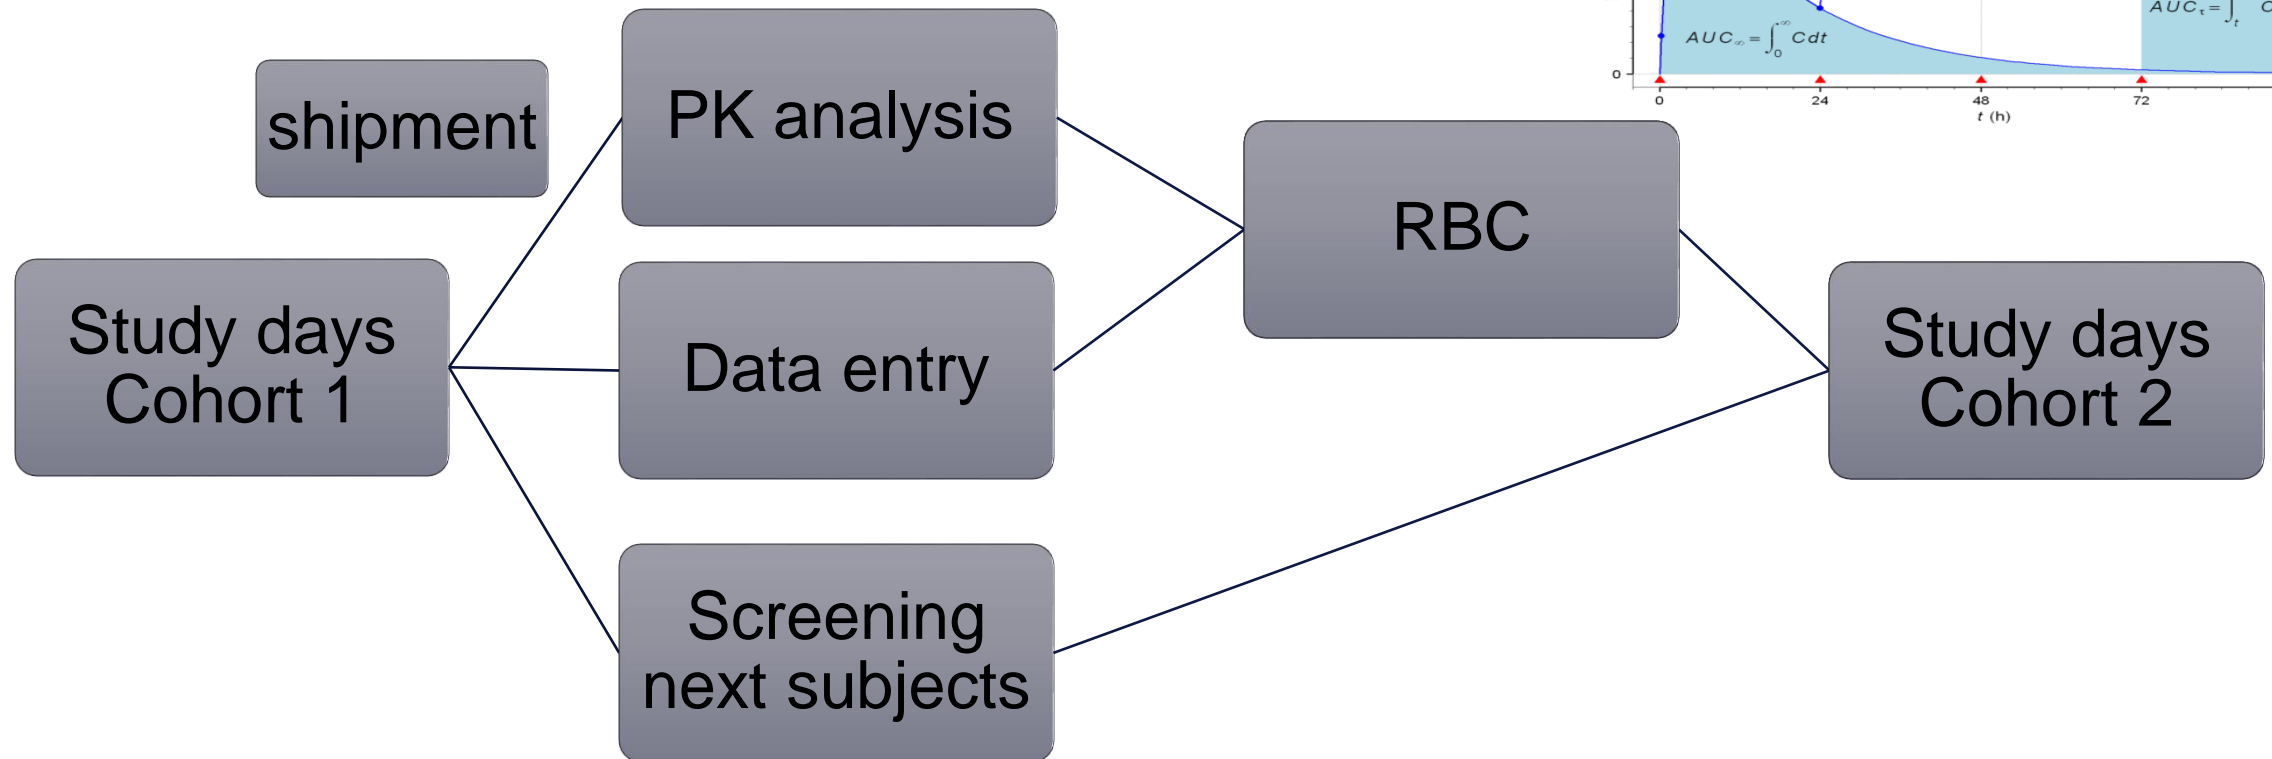 shipment
PK analysis
RBC
Study days
Cohort 1
Data entry
Study days
Cohort 2
Screening
next subjects
AUC∞ = ∫₀^∞ Cdt
AUCτ = ∫t C
0
0
24
48
72
t (h)